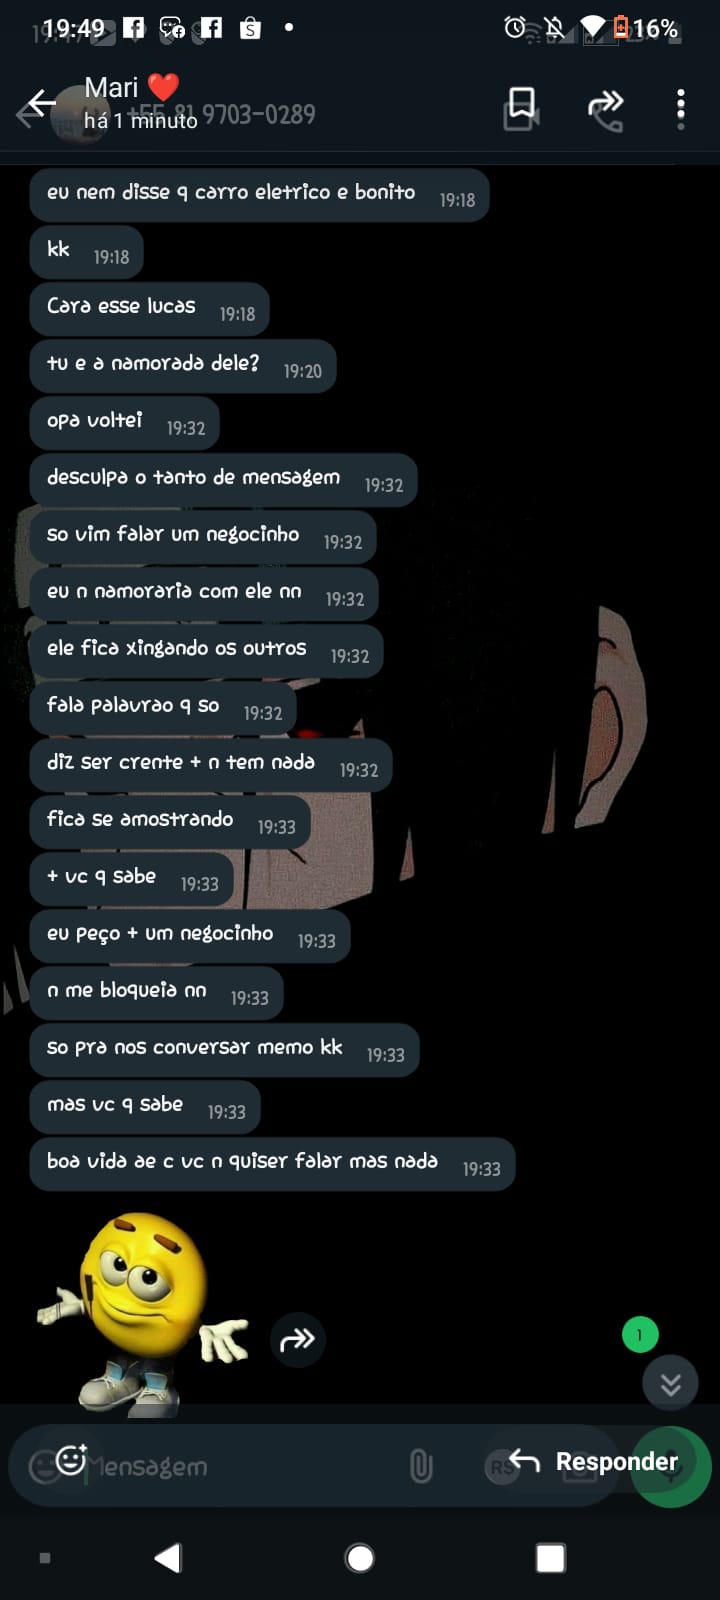 19:49
16%
Mari ❤️
+55 81 9703-0289
há 1 minuto
eu nem disse q carro eletrico e bonito 19:18
kk 19:18
Cara esse lucas 19:18
tu e a namorada dele? 19:20
opa voltei 19:32
desculpa o tanto de mensagem 19:32
so vim falar um negocinho 19:32
eu n namoraria com ele nn 19:32
ele fica xingando os outros 19:32
fala palavrao q so 19:32
diz ser crente + n tem nada 19:32
fica se amostrando 19:33
+ vc q sabe 19:33
eu peço + um negocinho 19:33
n me bloqueia nn 19:33
so pra nos conversar memo kk 19:33
mas vc q sabe 19:33
boa vida ae c vc n quiser falar mas nada 19:33
1
Mensagem
R$
Responder